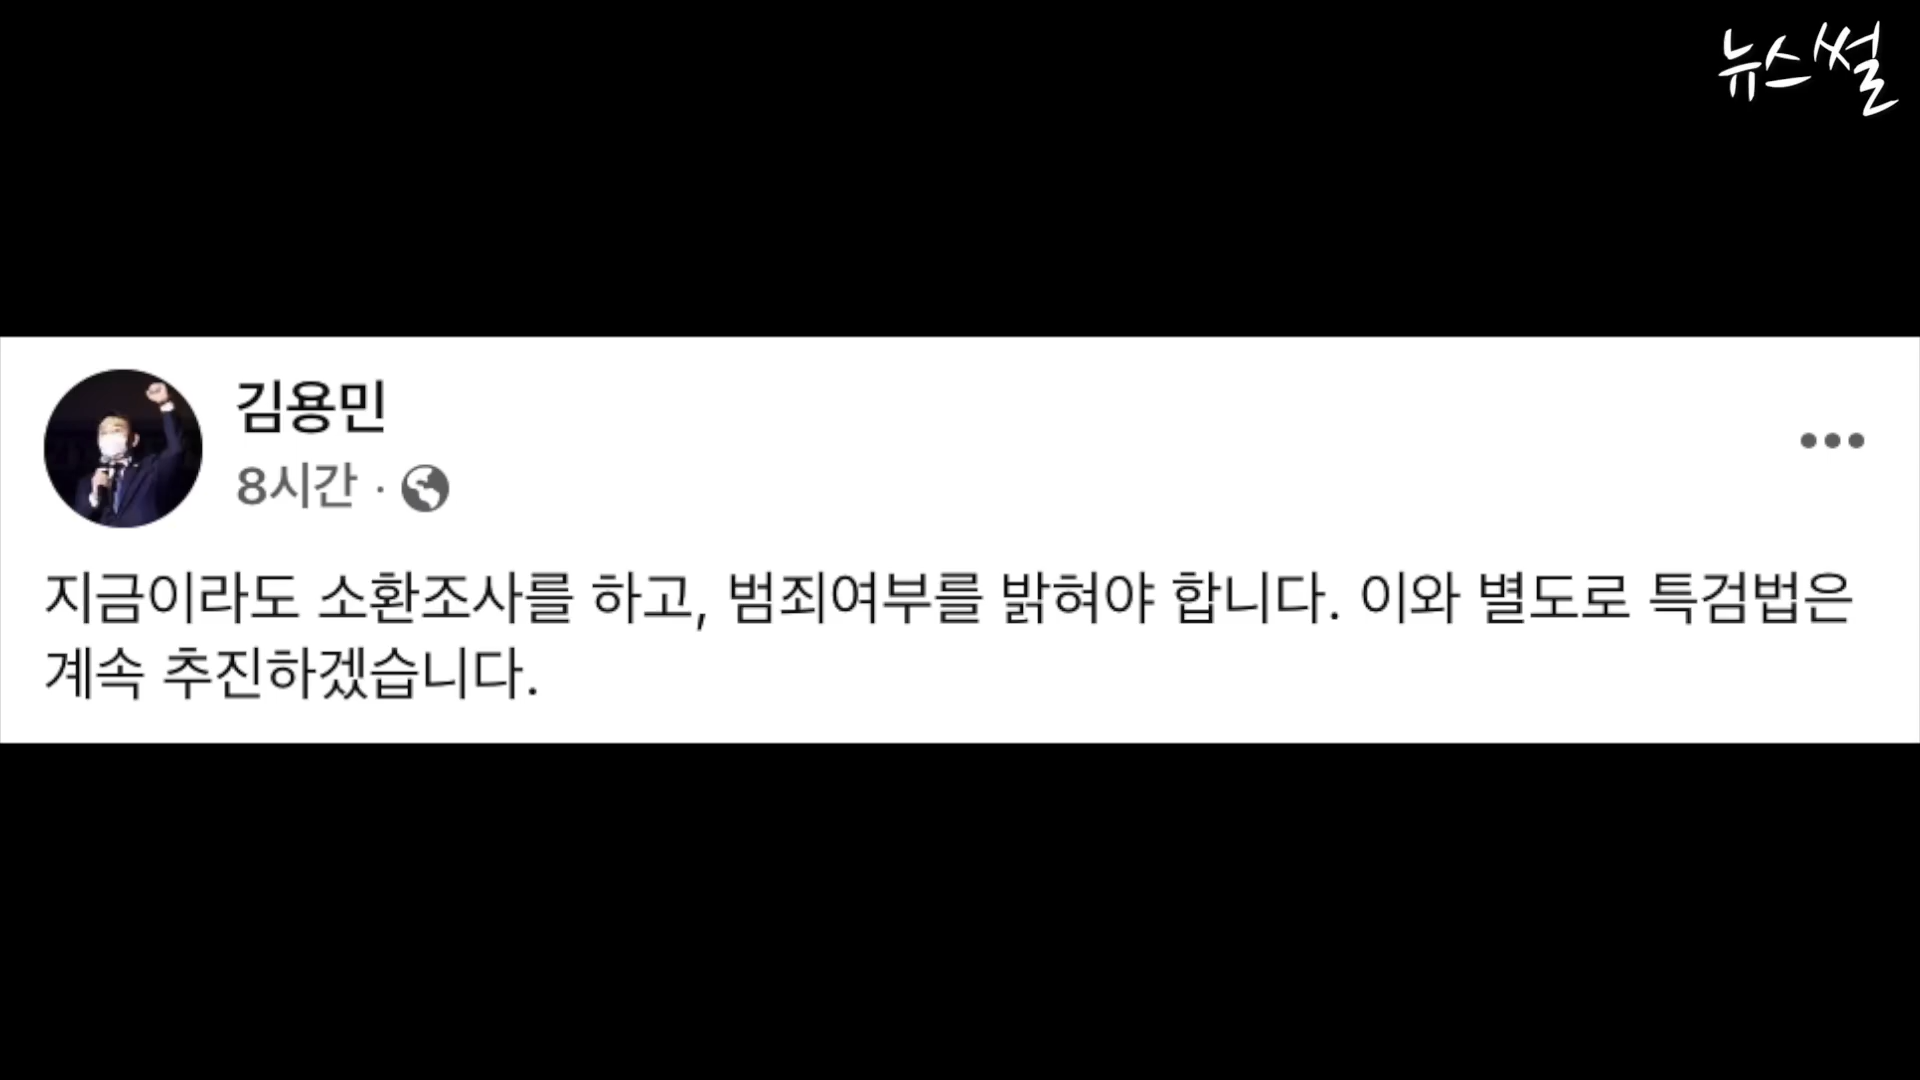 뉴스썰
김용민
8시간 ·
지금이라도 소환조사를 하고, 범죄여부를 밝혀야 합니다. 이와 별도로 특검법은
계속 추진하겠습니다.